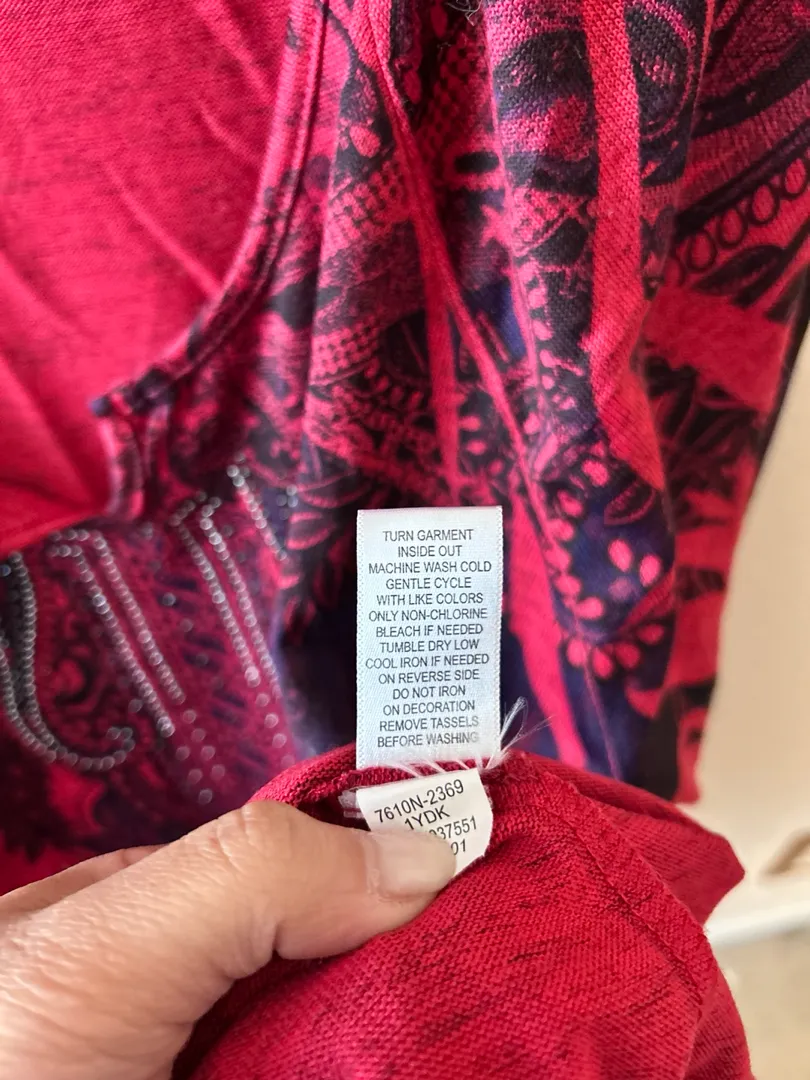 TURN GARMENT
INSIDE OUT
MACHINE WASH COLD
GENTLE CYCLE
WITH LIKE COLORS
ONLY NON-CHLORINE
BLEACH IF NEEDED
TUMBLE DRY LOW
COOL IRON IF NEEDED
ON REVERSE SIDE
DO NOT IRON
ON DECORATION
REMOVE TASSELS
BEFORE WASHING
7610N-2369
1YDK
37551
01